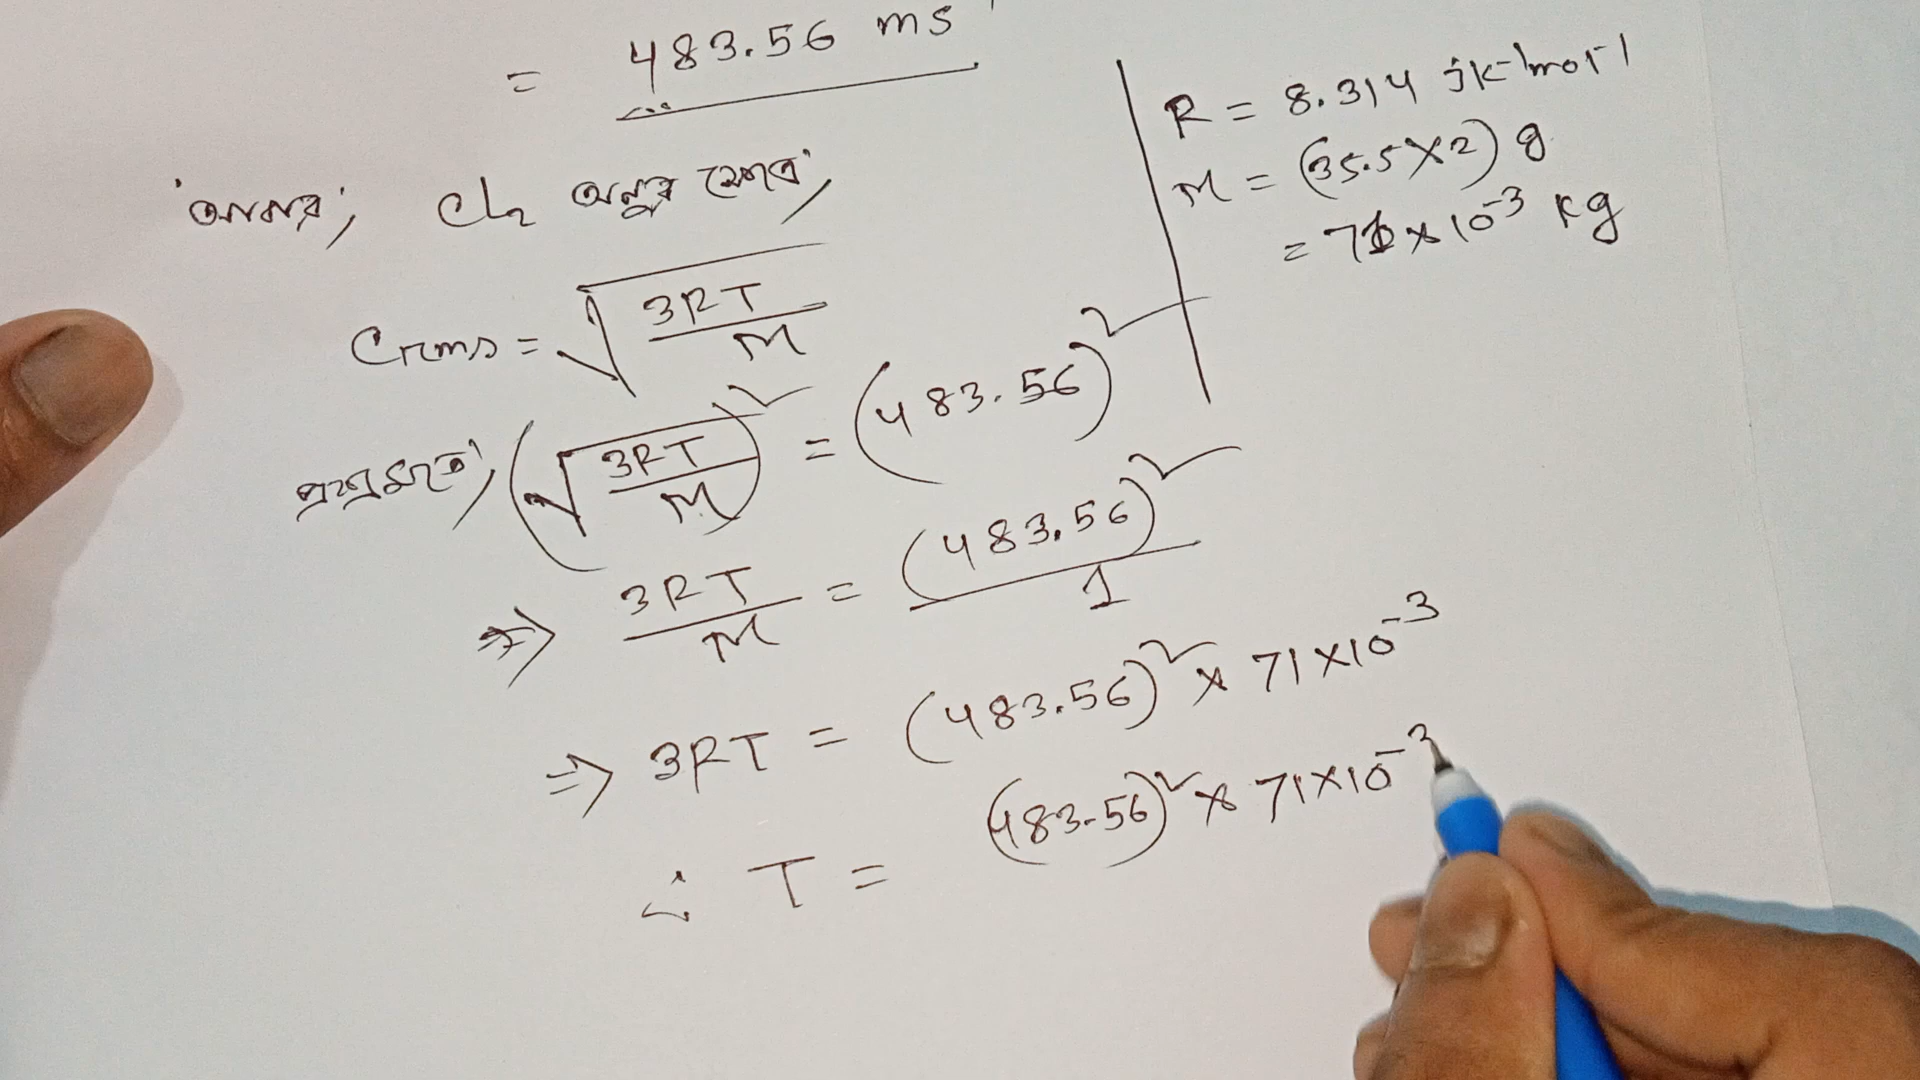 = 483.56 ms
R = 8.314 jk⁻¹mol⁻¹
M = (35.5×2) g
= 71×10⁻³ kg
আবার, Cl₂ অনুর ক্ষেত্রে,
Crms = √(3RT/M)
প্রশ্নমতে, (√(3RT/M))² = (483.56)²
⇒ 3RT/M = (483.56)²/1
⇒ 3RT = (483.56)² × 71×10⁻³
∴ T = (483.56)² × 71×10⁻³